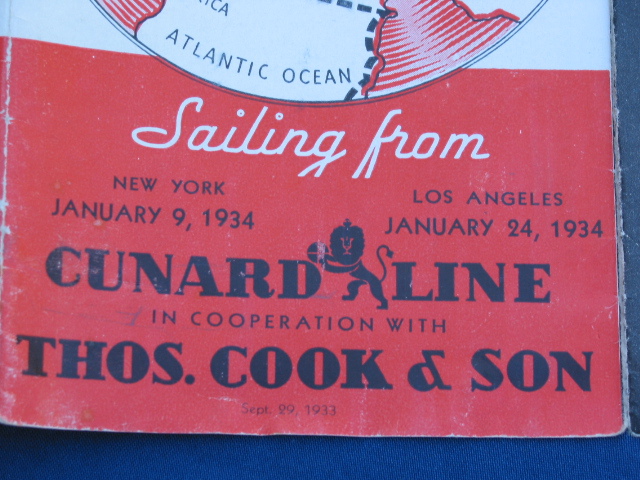 ATLANTIC OCEAN
Sailing from
NEW YORK
JANUARY 9, 1934
LOS ANGELES
JANUARY 24, 1934
CUNARD LINE
IN COOPERATION WITH
THOS. COOK & SON
Sept. 29, 1933